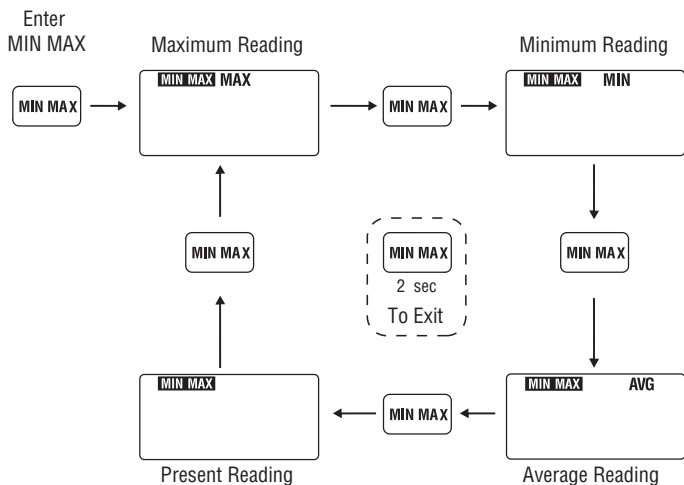 Enter
MIN MAX
Maximum Reading
Minimum Reading
MIN MAX
MIN MAX MAX
MIN MAX
MIN MAX MIN
MIN MAX
MIN MAX
2 sec
To Exit
MIN MAX
MIN MAX
MIN MAX
MIN MAX AVG
Present Reading
Average Reading